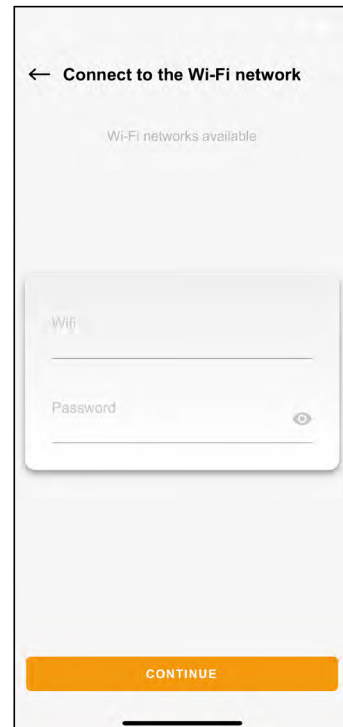 Connect to the Wi-Fi network
Wi-Fi networks available
Wifi
Password
CONTINUE